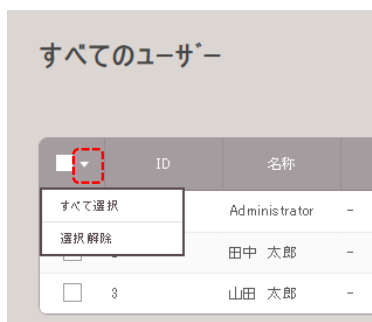 すべてのユーザー
ID 名称
すべて選択
Administrator -
選択解除
田中 太郎 -
3 山田 太郎 -